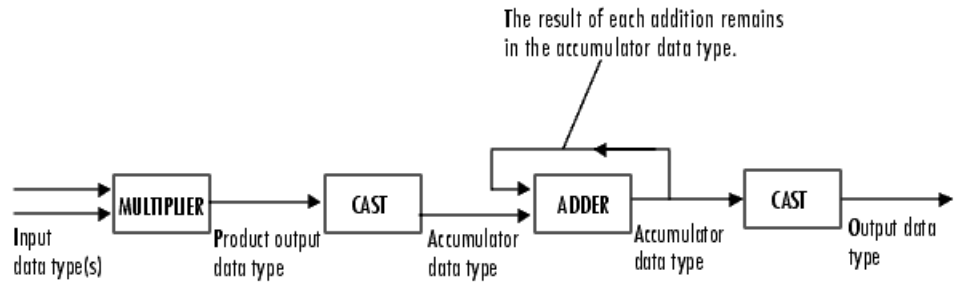 The result of each addition remains
in the accumulator data type.
MULTIPLIER
CAST
ADDER
CAST
Input
data type(s)
Product output
data type
Accumulator
data type
Accumulator
data type
Output data
type